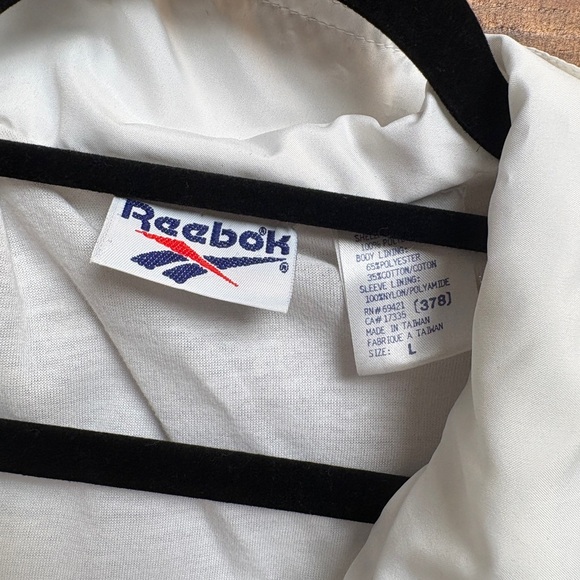 Reebok®
®
BODY LINING:
65%POLYESTER
35%COTTON/COTON
SLEEVE LINING:
100%NYLON/POLYAMIDE
RN#69421 (378)
CA#17335
MADE IN TAIWAN
FABRIQUE A TAIWAN
SIZE: L